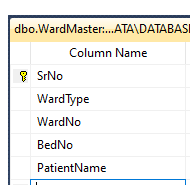 dbo.WardMaster:...ATA\DATABASE
Column Name
SrNo
WardType
WardNo
BedNo
PatientName